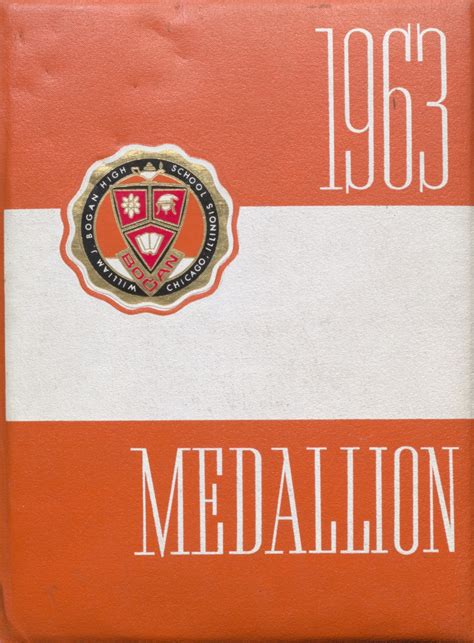 1963
WILLIAM J. BOGAN HIGH SCHOOL
CHICAGO, ILLINOIS
BOGAN
MEDALLION